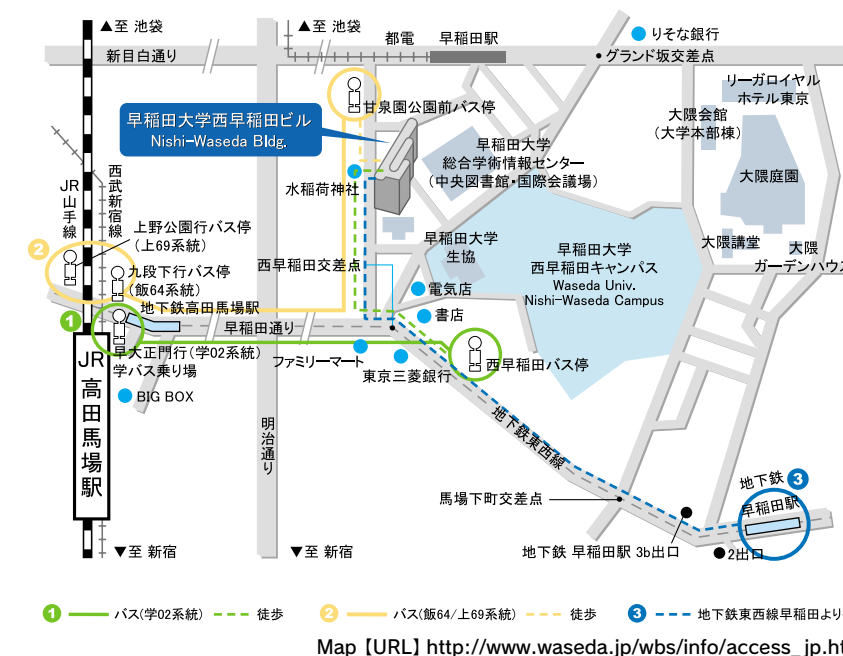 ▲至 池袋
▲至 池袋
新目白通り
都電
早稲田駅
りそな銀行
グランド坂交差点
リーガロイヤル
ホテル東京
大隈会館
(大学本部棟)
甘泉園公園前バス停
早稲田大学西早稲田ビル
Nishi-Waseda Bldg.
早稲田大学
総合学術情報センター
(中央図書館・国際会議場)
水稲荷神社
大隈庭園
JR
山手線
西武新宿線
2
上野公園行バス停
(上69系統)
九段下行バス停
(飯64系統)
地下鉄高田馬場駅
西早稲田交差点
早稲田大学
生協
早稲田大学
西早稲田キャンパス
Waseda Univ.
Nishi-Waseda Campus
大隈講堂
大隈
ガーデンハウス
電気店
書店
1
早稲田通り
早大正門行(学02系統)
学バス乗り場
ファミリーマート
東京三菱銀行
西早稲田バス停
JR
高田馬場駅
BIG BOX
明治通り
地下鉄東西線
馬場下町交差点
地下鉄
3
早稲田駅
地下鉄 早稲田駅 3b出口
2出口
▼至 新宿
▼至 新宿
1 バス(学02系統) 徒歩 2 バス(飯64/上69系統) 徒歩 3 地下鉄東西線早稲田より
Map【URL】http://www.waseda.jp/wbs/info/access_jp.ht